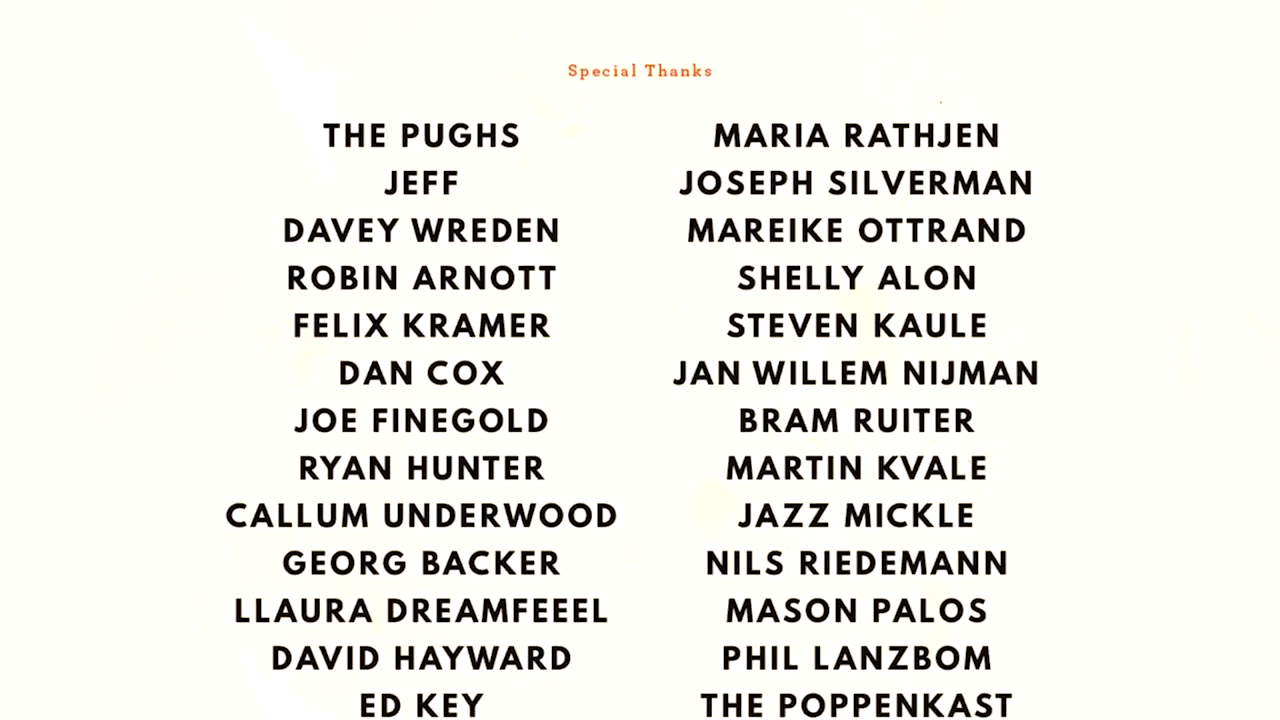 Special Thanks
THE PUGHS
JEFF
DAVEY WREDEN
ROBIN ARNOTT
FELIX KRAMER
DAN COX
JOE FINEGOLD
RYAN HUNTER
CALLUM UNDERWOOD
GEORG BACKER
LLAURA DREAMFEEEL
DAVID HAYWARD
ED KEY
MARIA RATHJEN
JOSEPH SILVERMAN
MAREIKE OTTRAND
SHELLY ALON
STEVEN KAULE
JAN WILLEM NIJMAN
BRAM RUITER
MARTIN KVALE
JAZZ MICKLE
NILS RIEDEMANN
MASON PALOS
PHIL LANZBOM
THE POPPENKAST